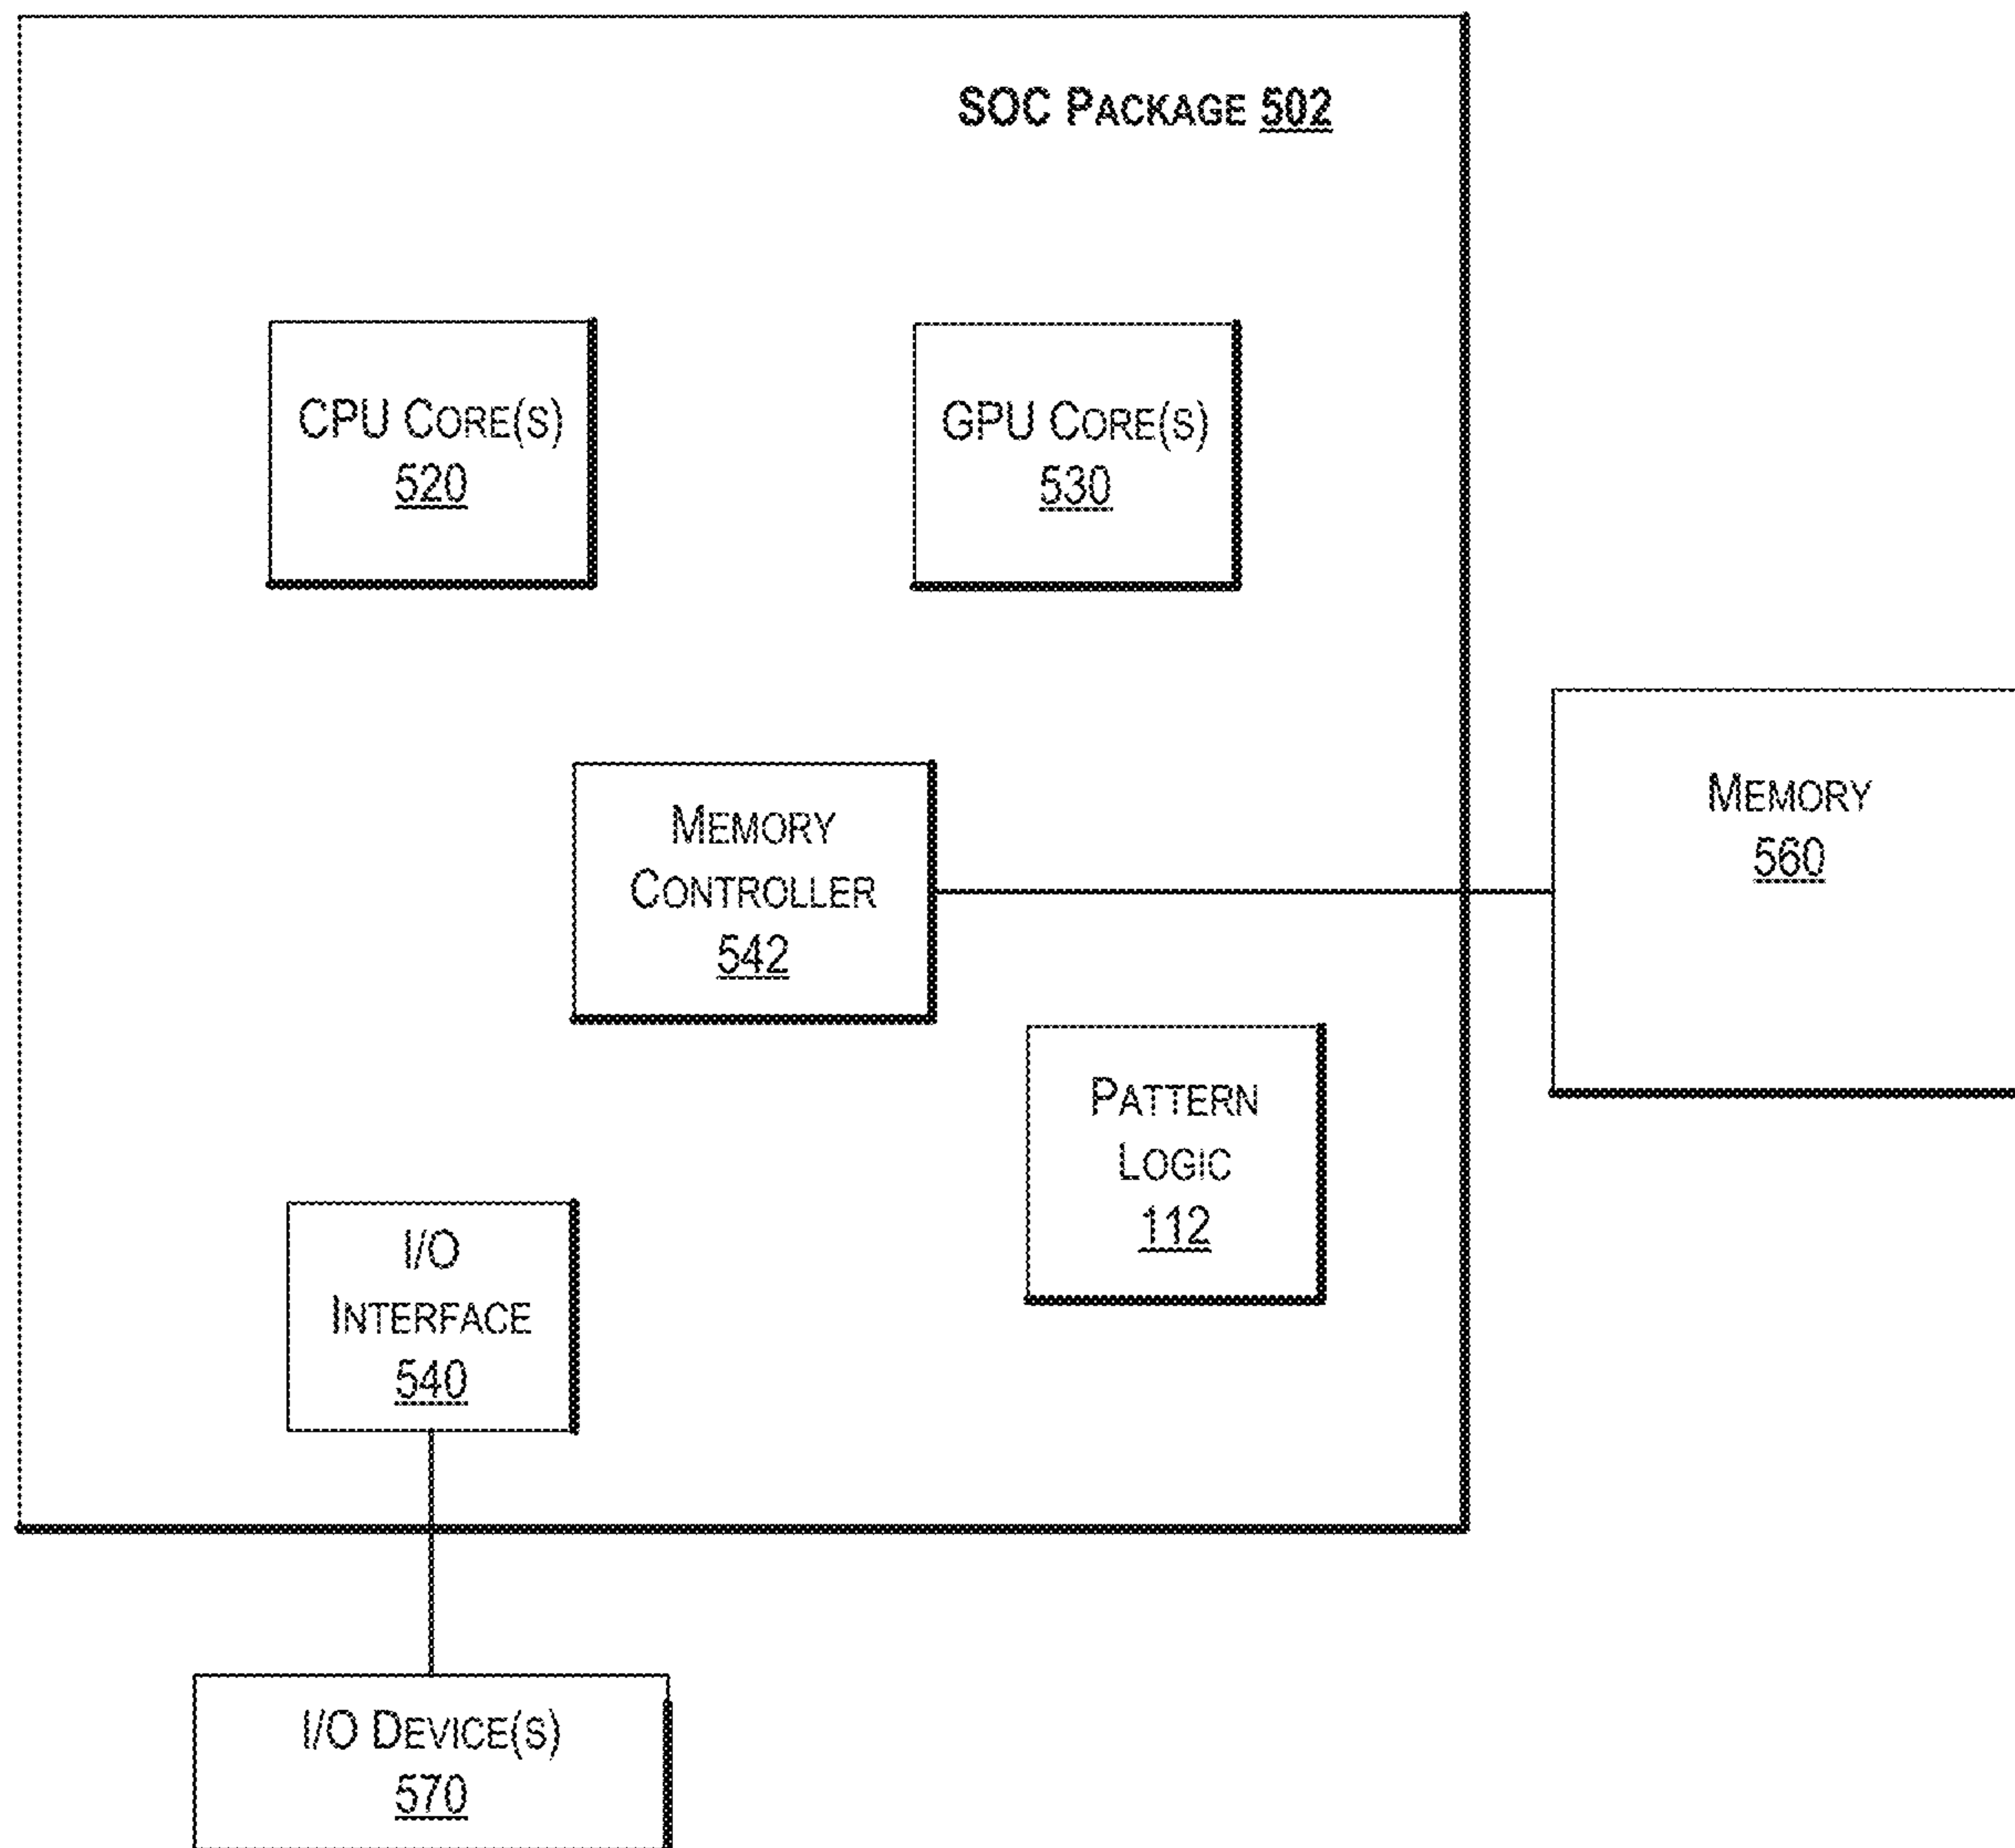 SOC PACKAGE 502
CPU CORE(S)
520
GPU CORE(S)
530
MEMORY
CONTROLLER
542
MEMORY
560
PATTERN
LOGIC
112
I/O
INTERFACE
540
I/O DEVICE(S)
570